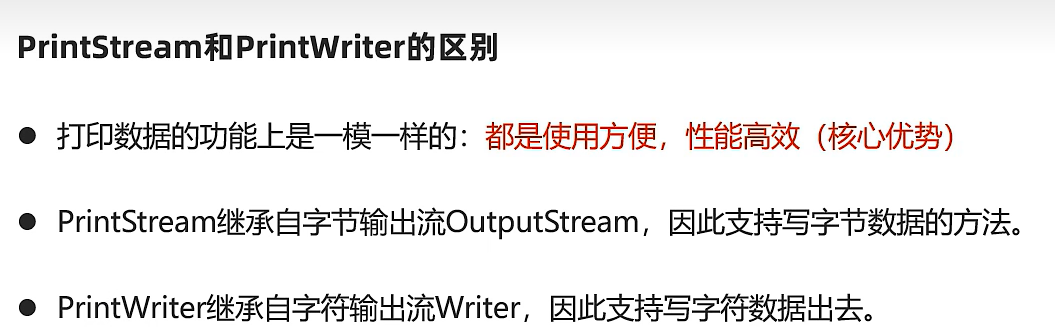 PrintStream和PrintWriter的区别
● 打印数据的功能上是一模一样的：都是使用方便，性能高效（核心优势）
● PrintStream继承自字节输出流OutputStream，因此支持写字节数据的方法。
● PrintWriter继承自字符输出流Writer，因此支持写字符数据出去。